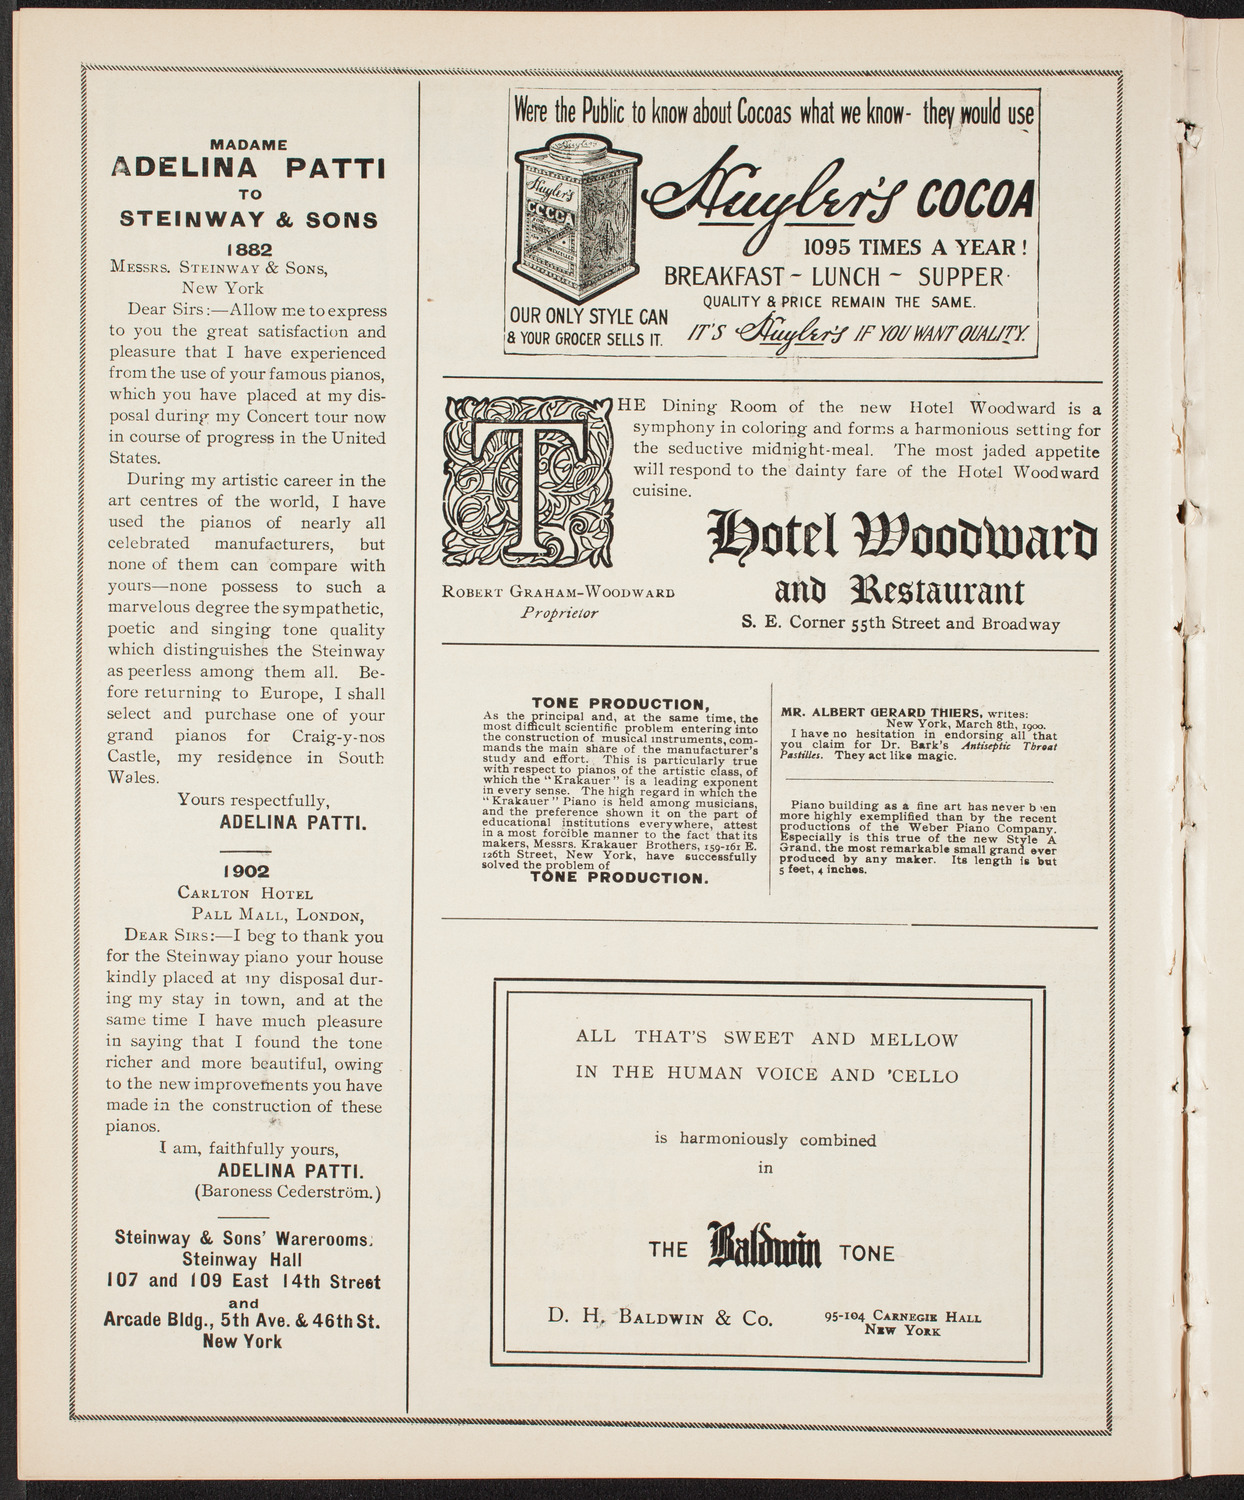 MADAME
ADELINA PATTI
TO
STEINWAY & SONS
1882
MESSRS. STEINWAY & SONS,
New York
Dear Sirs:—Allow me to express
to you the great satisfaction and
pleasure that I have experienced
from the use of your famous pianos,
which you have placed at my dis-
posal during my Concert tour now
in course of progress in the United
States.
During my artistic career in the
art centres of the world, I have
used the pianos of nearly all
celebrated manufacturers, but
none of them can compare with
yours—none possess to such a
marvelous degree the sympathetic,
poetic and singing tone quality
which distinguishes the Steinway
as peerless among them all. Be-
fore returning to Europe, I shall
select and purchase one of your
grand pianos for Craig-y-nos
Castle, my residence in South
Wales.
Yours respectfully,
ADELINA PATTI.
1902
CARLTON HOTEL
PALL MALL, LONDON,
DEAR SIRS:—I beg to thank you
for the Steinway piano your house
kindly placed at my disposal dur-
ing my stay in town, and at the
same time I have much pleasure
in saying that I found the tone
richer and more beautiful, owing
to the new improvements you have
made in the construction of these
pianos.
I am, faithfully yours,
ADELINA PATTI.
(Baroness Cederström.)
Steinway & Sons' Warerooms.
Steinway Hall
107 and 109 East 14th Street
and
Arcade Bldg., 5th Ave. & 46th St.
New York
Were the Public to know about Cocoas what we know- they would use
Huyler's
COCOA
Huyler's COCOA
1095 TIMES A YEAR!
BREAKFAST ~ LUNCH ~ SUPPER
QUALITY & PRICE REMAIN THE SAME.
OUR ONLY STYLE CAN
& YOUR GROCER SELLS IT.
IT'S Huyler's IF YOU WANT QUALITY.
THE Dining Room of the new Hotel Woodward is a
symphony in coloring and forms a harmonious setting for
the seductive midnight-meal. The most jaded appetite
will respond to the dainty fare of the Hotel Woodward
cuisine.
Hotel Woodward
and Restaurant
ROBERT GRAHAM-WOODWARD
Proprietor
S. E. Corner 55th Street and Broadway
TONE PRODUCTION,
As the principal and, at the same time, the
most difficult scientific problem entering into
the construction of musical instruments, com-
mands the main share of the manufacturer's
study and effort. This is particularly true
with respect to pianos of the artistic class, of
which the "Krakauer" is a leading exponent
in every sense. The high regard in which the
"Krakauer" Piano is held among musicians,
and the preference shown it on the part of
educational institutions everywhere, attest
in a most forcible manner to the fact that its
makers, Messrs. Krakauer Brothers, 159-161 E.
126th Street, New York, have successfully
solved the problem of
TONE PRODUCTION.
MR. ALBERT GERARD THIERS, writes:
New York, March 8th, 1900.
I have no hesitation in endorsing all that
you claim for Dr. Bark's Antiseptic Throat
Pastilles. They act like magic.
Piano building as a fine art has never been
more highly exemplified than by the recent
productions of the Weber Piano Company.
Especially is this true of the new Style A
Grand, the most remarkable small grand ever
produced by any maker. Its length is but
5 feet, 4 inches.
ALL THAT'S SWEET AND MELLOW
IN THE HUMAN VOICE AND 'CELLO
is harmoniously combined
in
THE Baldwin TONE
D. H. BALDWIN & CO.
95-104 CARNEGIE HALL
NEW YORK